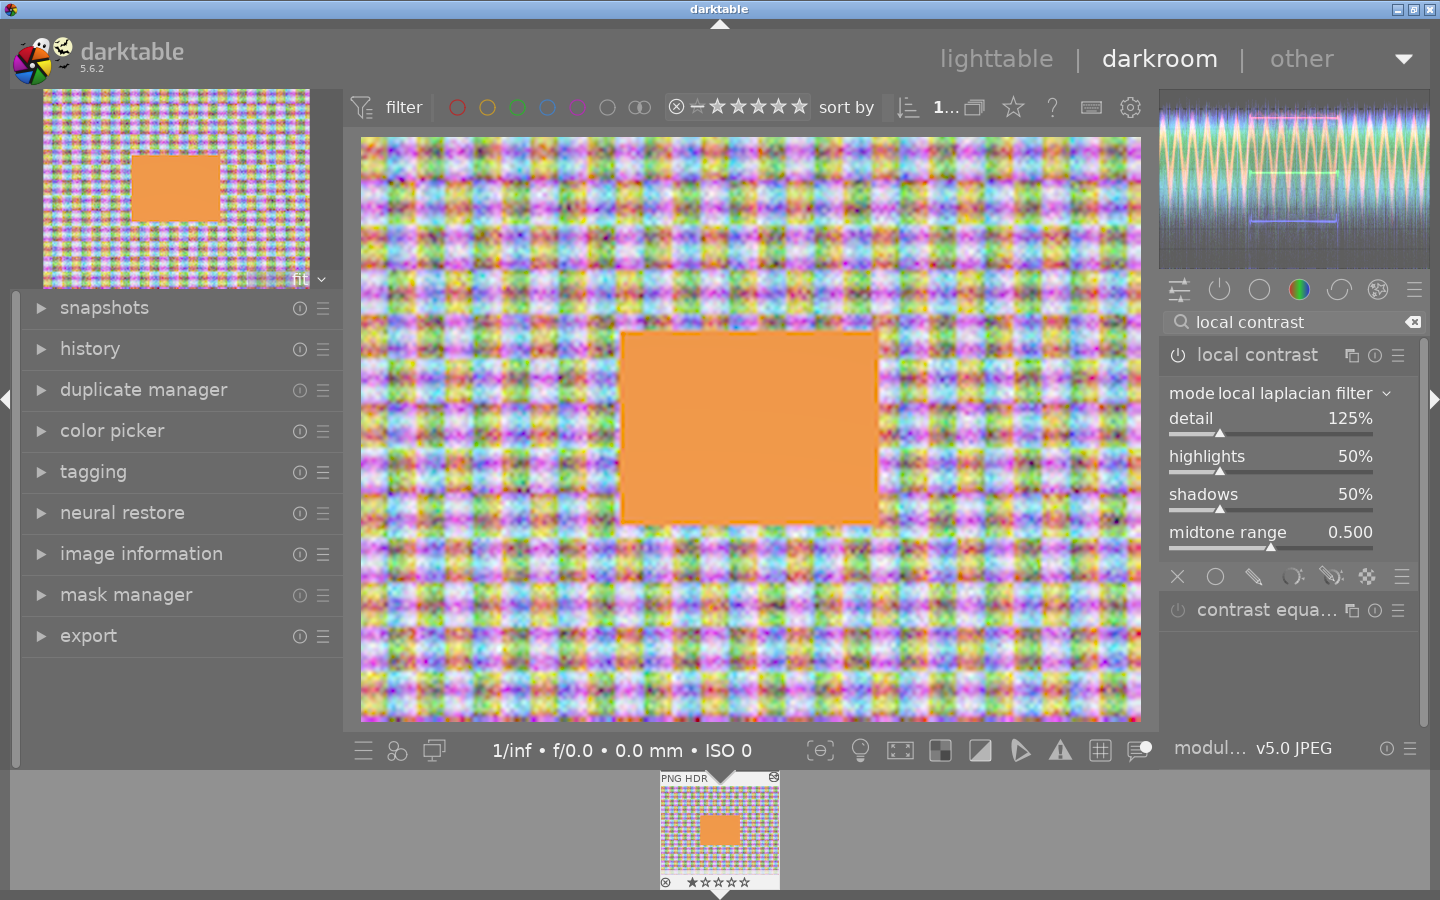 darktable
darktable
5.6.2
lighttable | darkroom | other
filter
sort by
1...
fit
snapshots
history
duplicate manager
color picker
tagging
neural restore
image information
mask manager
export
local contrast
local contrast
mode local laplacian filter
detail 125%
highlights 50%
shadows 50%
midtone range 0.500
contrast equa...
1/inf • f/0.0 • 0.0 mm • ISO 0
modul... v5.0 JPEG
PNG HDR